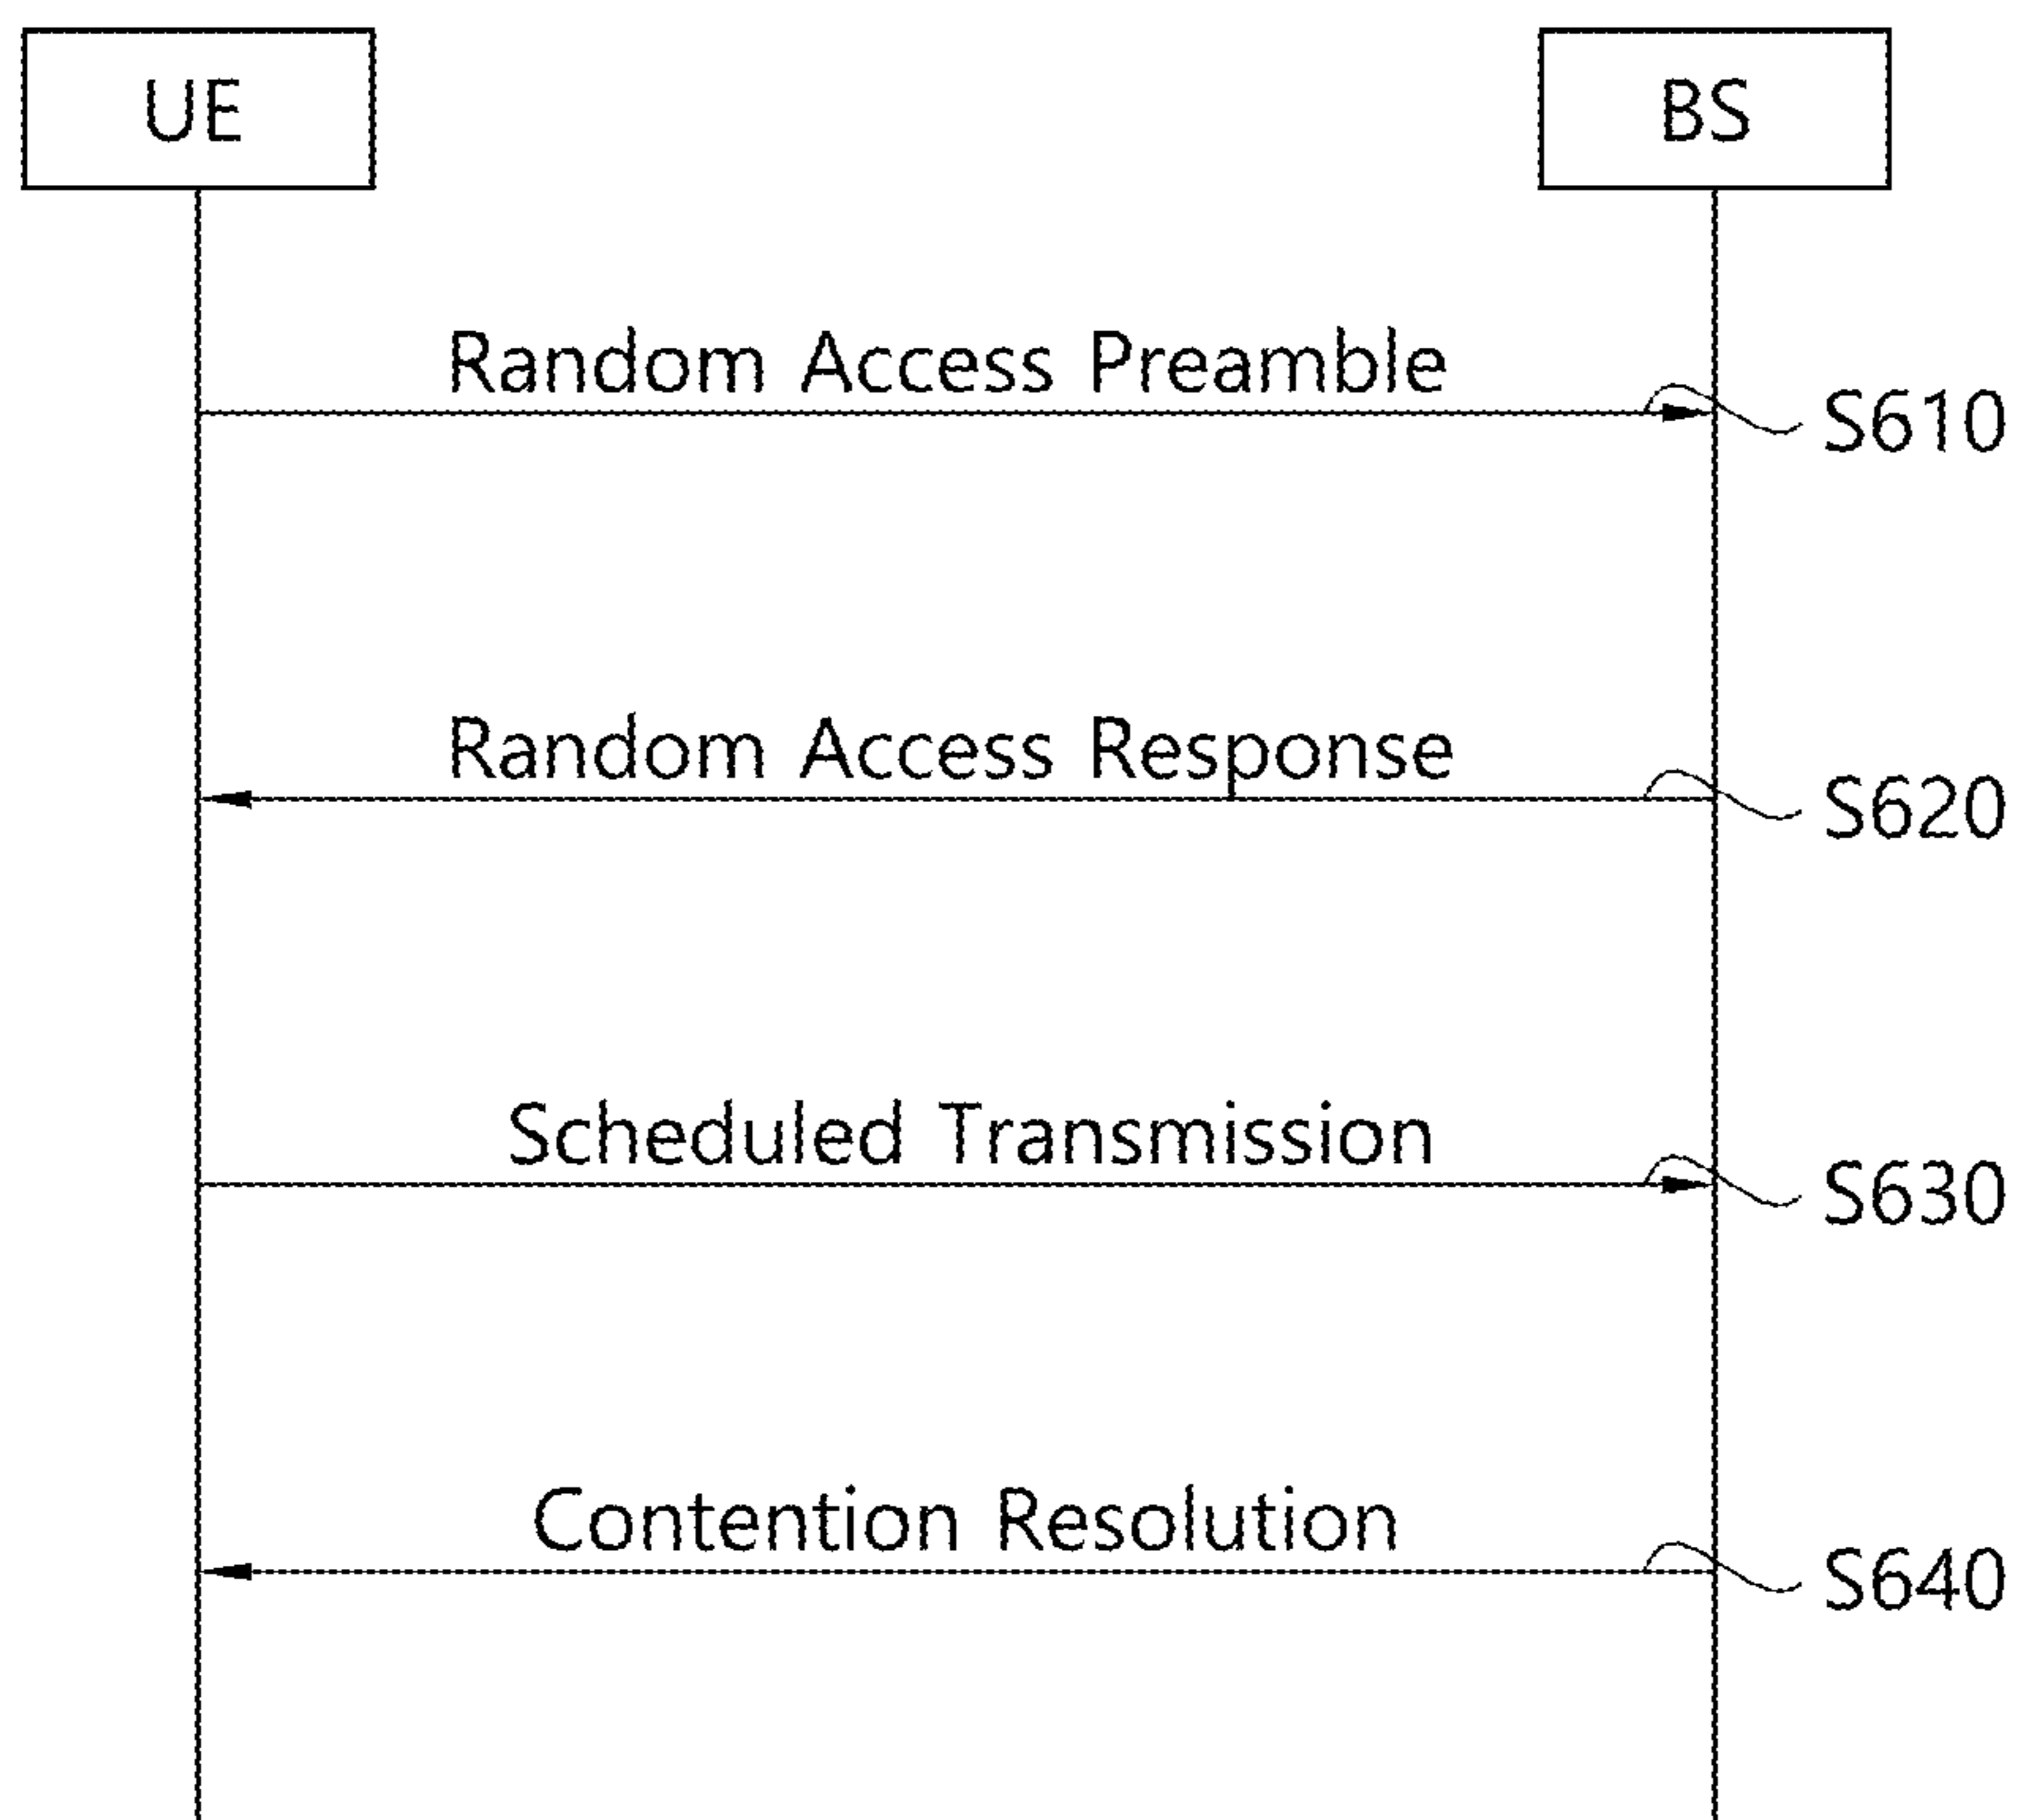 UE
BS
Random Access Preamble
S610
Random Access Response
S620
Scheduled Transmission
S630
Contention Resolution
S640